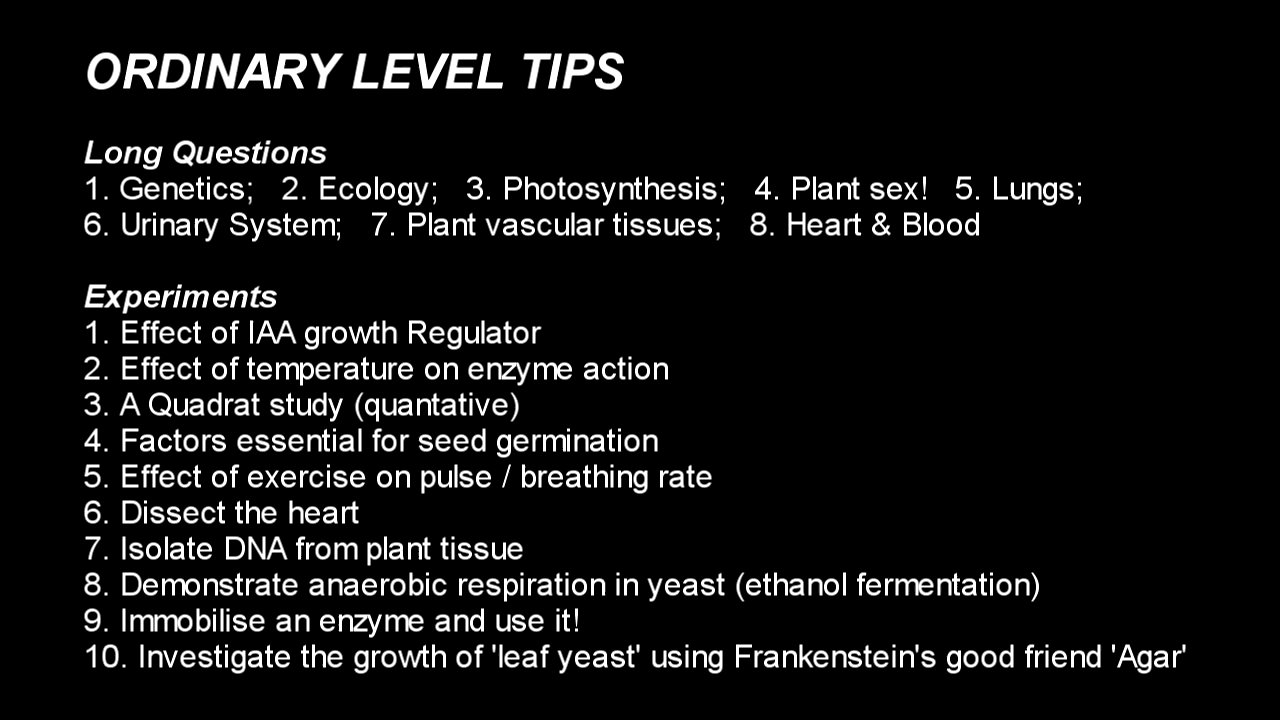 ORDINARY LEVEL TIPS
Long Questions
1. Genetics;   2. Ecology;   3. Photosynthesis;   4. Plant sex!   5. Lungs;
6. Urinary System;   7. Plant vascular tissues;   8. Heart & Blood
Experiments
1. Effect of IAA growth Regulator
2. Effect of temperature on enzyme action
3. A Quadrat study (quantative)
4. Factors essential for seed germination
5. Effect of exercise on pulse / breathing rate
6. Dissect the heart
7. Isolate DNA from plant tissue
8. Demonstrate anaerobic respiration in yeast (ethanol fermentation)
9. Immobilise an enzyme and use it!
10. Investigate the growth of 'leaf yeast' using Frankenstein's good friend 'Agar'